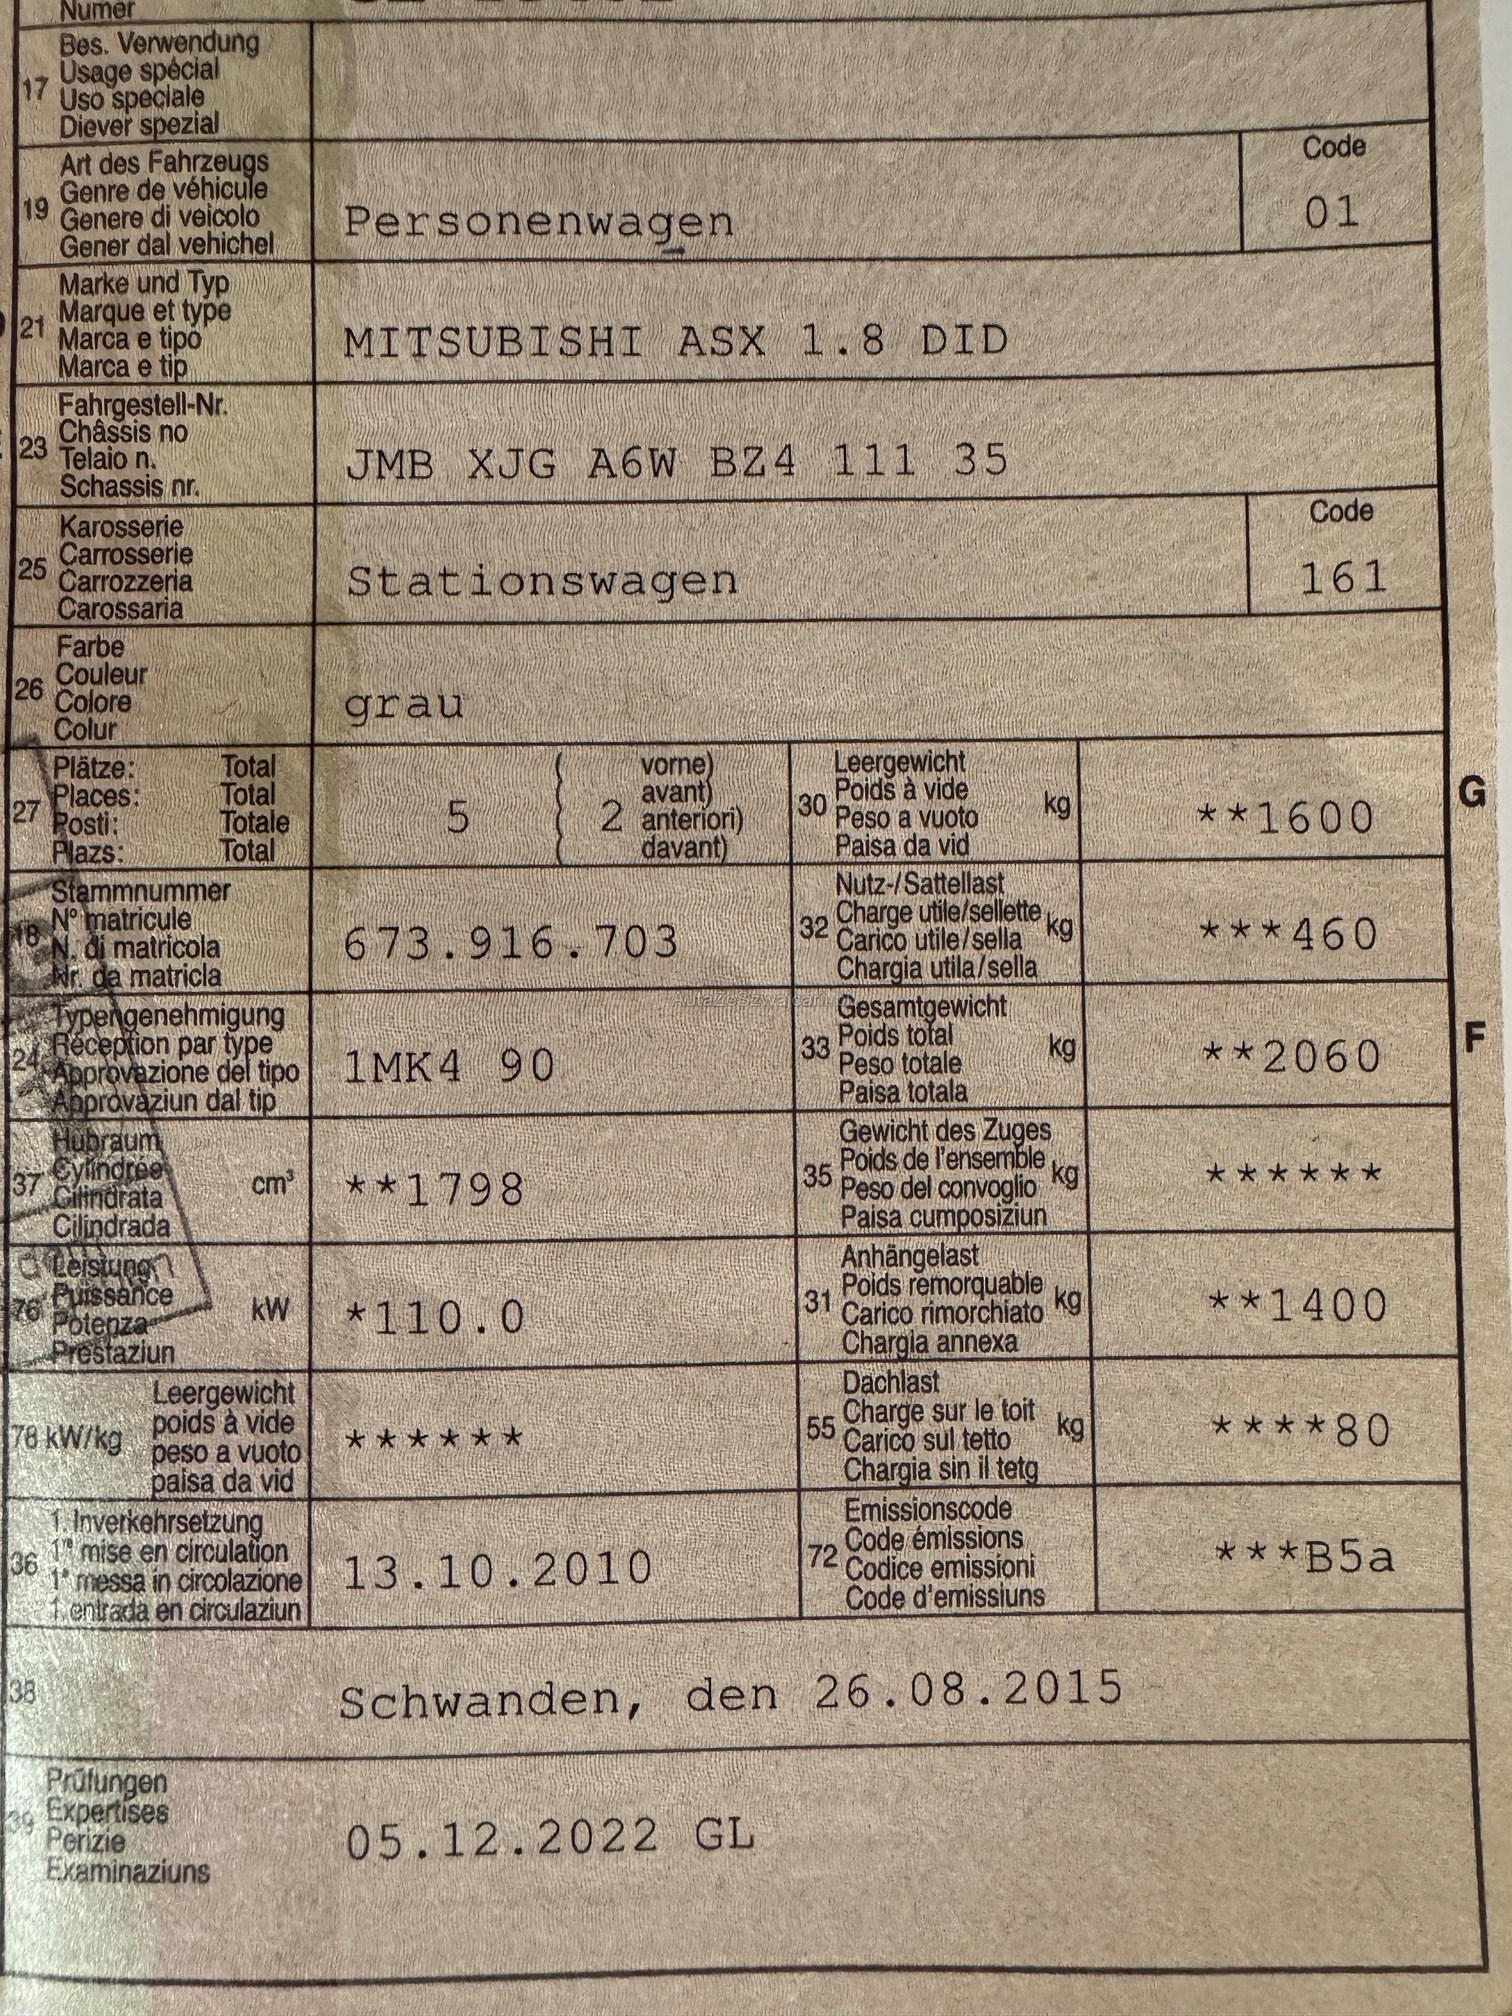 Numer
17 Bes. Verwendung
Usage spécial
Uso speciale
Diever spezial
19 Art des Fahrzeugs
Genre de véhicule
Genere di veicolo
Gener dal vehichel
Personenwagen
Code
01
21 Marke und Typ
Marque et type
Marca e tipo
Marca e tip
MITSUBISHI ASX 1.8 DID
23 Fahrgestell-Nr.
Châssis no
Telaio n.
Schassis nr.
JMB XJG A6W BZ4 111 35
25 Karosserie
Carrosserie
Carrozzeria
Carossaria
Stationswagen
Code
161
26 Farbe
Couleur
Colore
Colur
grau
27 Plätze: Total
Places: Total
Posti: Totale
Plazs: Total
5 2
vorne)
avant)
anteriori)
davant)
30 Leergewicht
Poids à vide
Peso a vuoto
Paisa da vid
kg
**1600
G
18 Stammnummer
N° matricule
N. di matricola
Nr. da matricla
673.916.703
32 Nutz-/Sattellast
Charge utile/sellette
Carico utile/sella
Chargia utila/sella
kg
***460
24 Typengenehmigung
Réception par type
Approvazione del tipo
Approvaziun dal tip
1MK4 90
33 Gesamtgewicht
Poids total
Peso totale
Paisa totala
kg
**2060
F
37 Hubraum
Cylindrée
Cilindrata
Cilindrada
cm³
**1798
35 Gewicht des Zuges
Poids de l'ensemble
Peso del convoglio
Paisa cumposiziun
kg
******
76 Leistung
Puissance
Potenza
Prestaziun
kW
*110.0
31 Anhängelast
Poids remorquable
Carico rimorchiato
Chargia annexa
kg
**1400
78 kW/kg
Leergewicht
poids à vide
peso a vuoto
paisa da vid
******
55 Dachlast
Charge sur le toit
Carico sul tetto
Chargia sin il tetg
kg
****80
36 1. Inverkehrsetzung
1re mise en circulation
1a messa in circolazione
1. entrada en circulaziun
13.10.2010
72 Emissionscode
Code émissions
Codice emissioni
Code d'emissiuns
***B5a
38
Schwanden, den 26.08.2015
39 Prüfungen
Expertises
Perizie
Examinaziuns
05.12.2022 GL